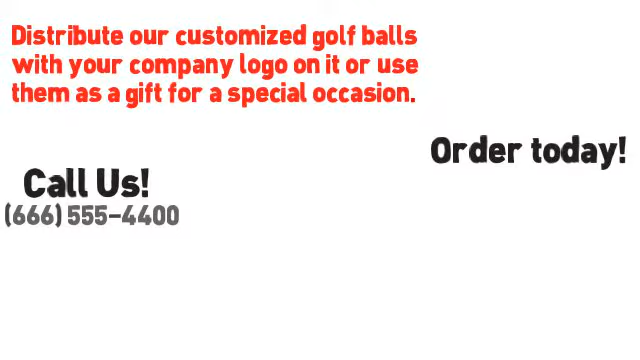 Distribute our customized golf balls
with your company logo on it or use
them as a gift for a special occasion.
Order today!
Call Us!
(666) 555-4400